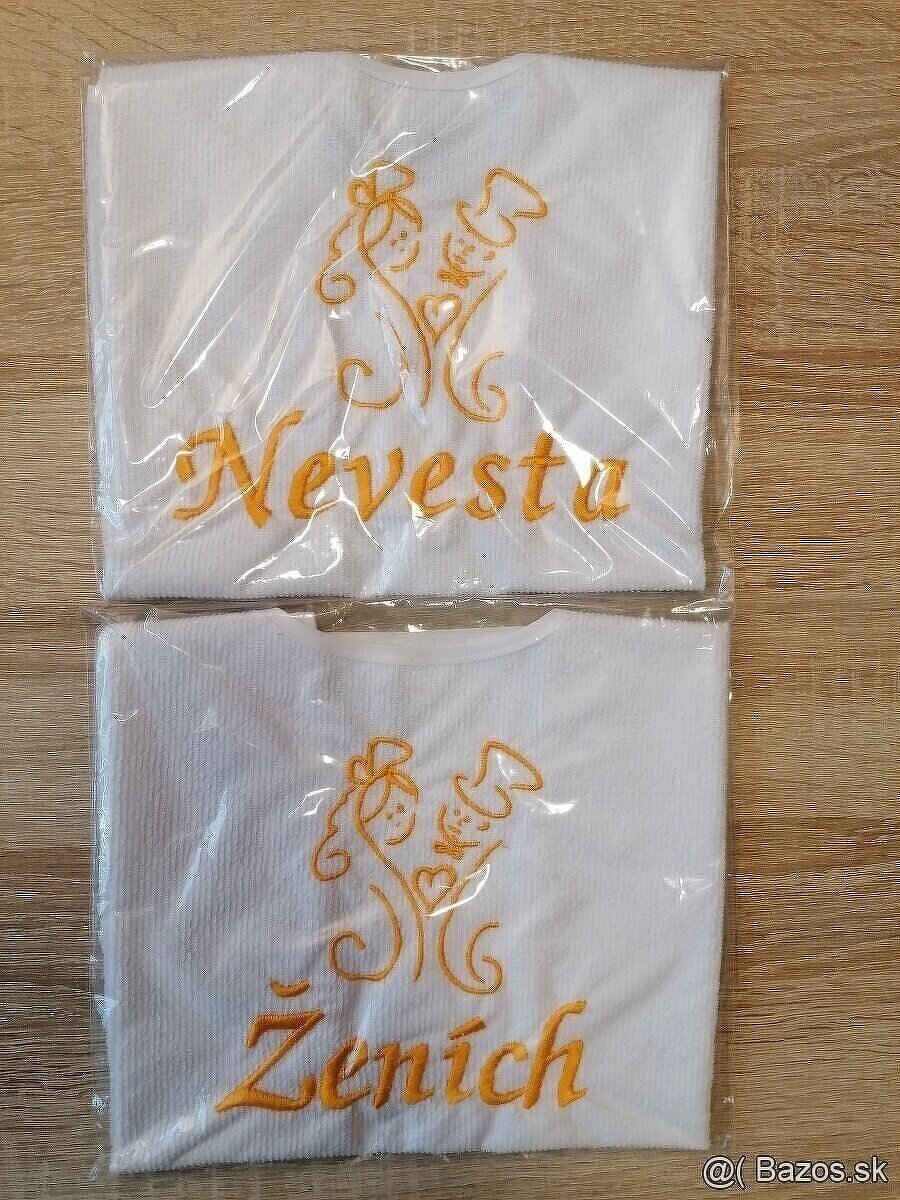 Nevesta
Ženích
@( Bazos.sk